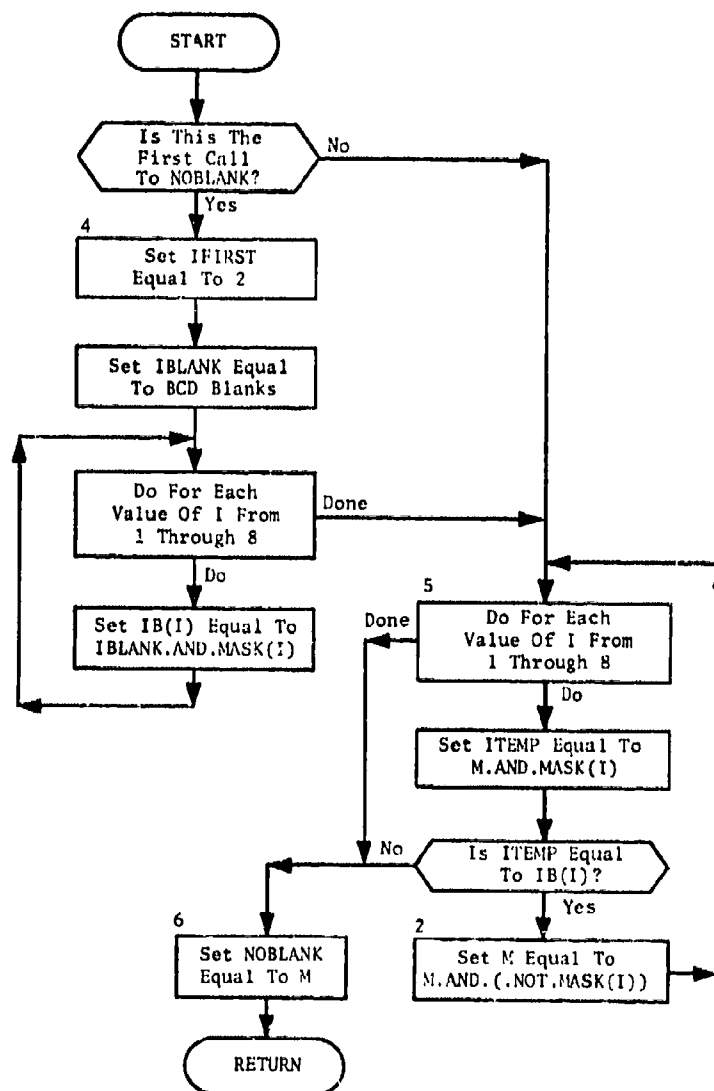 START
Is This The
First Call
To NOBLANK?
No
Yes
4
Set IFIRST
Equal To 2
Set IBLANK Equal
To BCD Blanks
Do For Each
Value Of I From
1 Through 8
Done
Do
Set IB(I) Equal To
IBLANK.AND.MASK(I)
5
Done
Do For Each
Value Of I From
1 Through 8
Do
Set ITEMP Equal To
M.AND.MASK(I)
No
Is ITEMP Equal
To IB(I)?
Yes
6
Set NOBLANK
Equal To M
2
Set M Equal To
M.AND.(.NOT.MASK(I))
RETURN